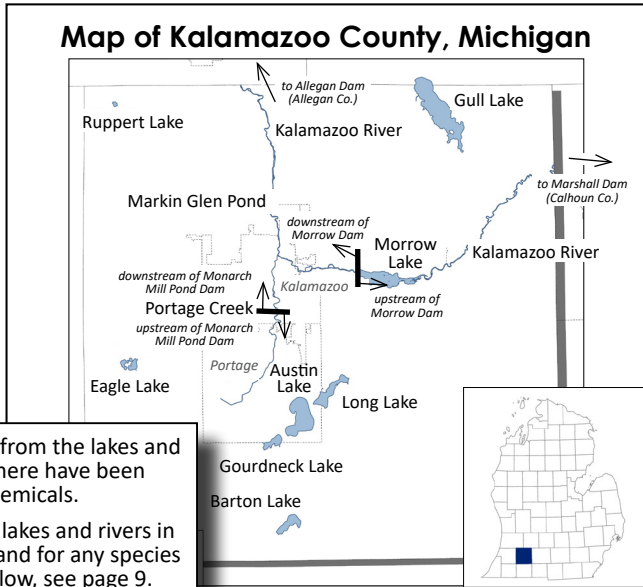 Map of Kalamazoo County, Michigan
to Allegan Dam
(Allegan Co.)
Gull Lake
Ruppert Lake
Kalamazoo River
to Marshall Dam
(Calhoun Co.)
Markin Glen Pond
downstream of
Morrow Dam
Morrow
Lake
Kalamazoo River
downstream of Monarch
Mill Pond Dam
Kalamazoo
upstream of
Morrow Dam
Portage Creek
upstream of Monarch
Mill Pond Dam
Portage
Austin
Lake
Eagle Lake
Long Lake
Gourdneck Lake
Barton Lake
from the lakes and
here have been
emicals.
lakes and rivers in
and for any species
low, see page 9.